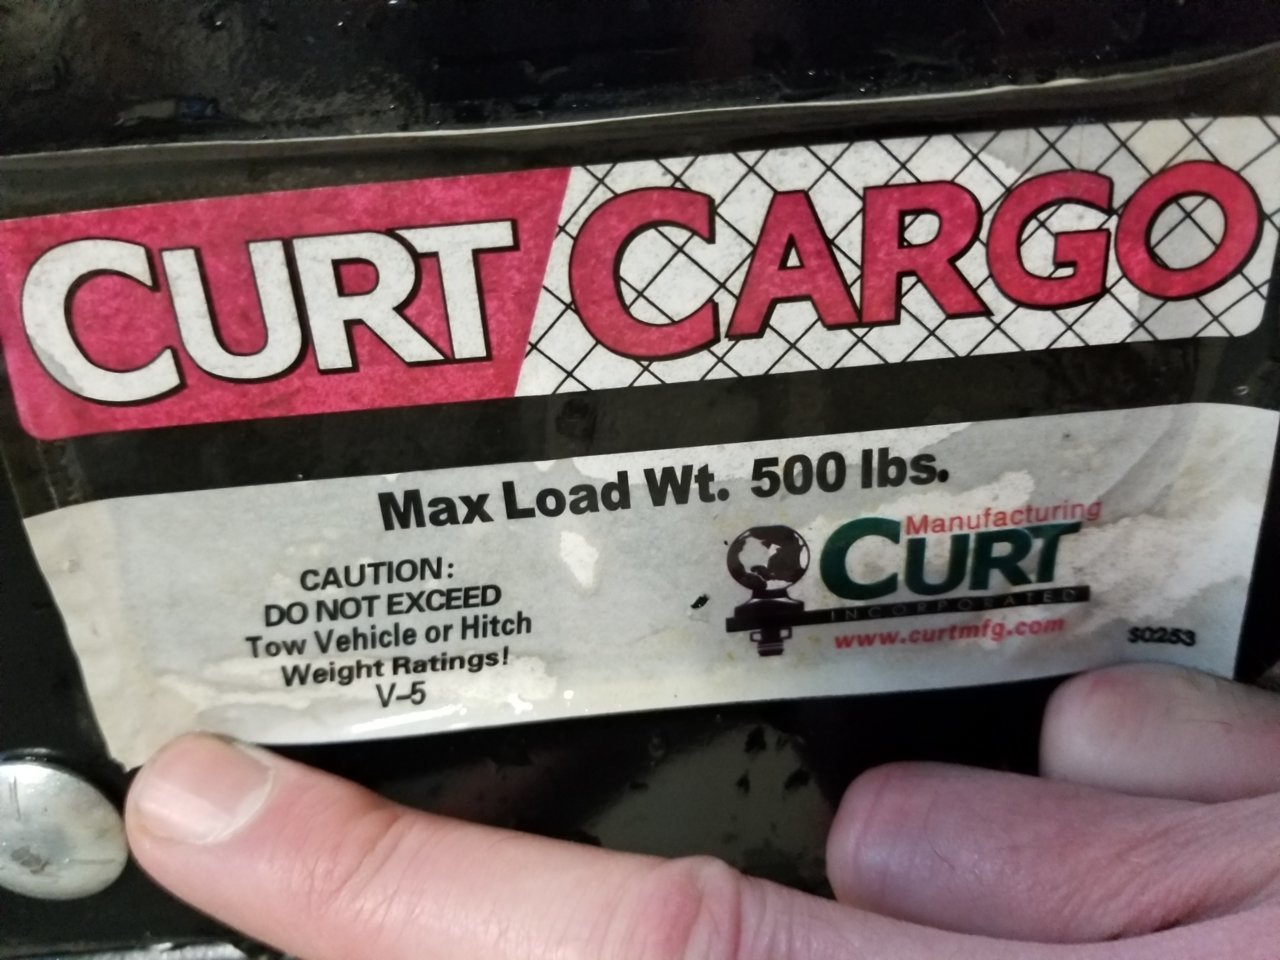 CURT CARGO
Max Load Wt. 500 lbs.
CAUTION:
DO NOT EXCEED
Tow Vehicle or Hitch
Weight Ratings!
V-5
Manufacturing
CURT
INCORPORATED
www.curtmfg.com
S0253